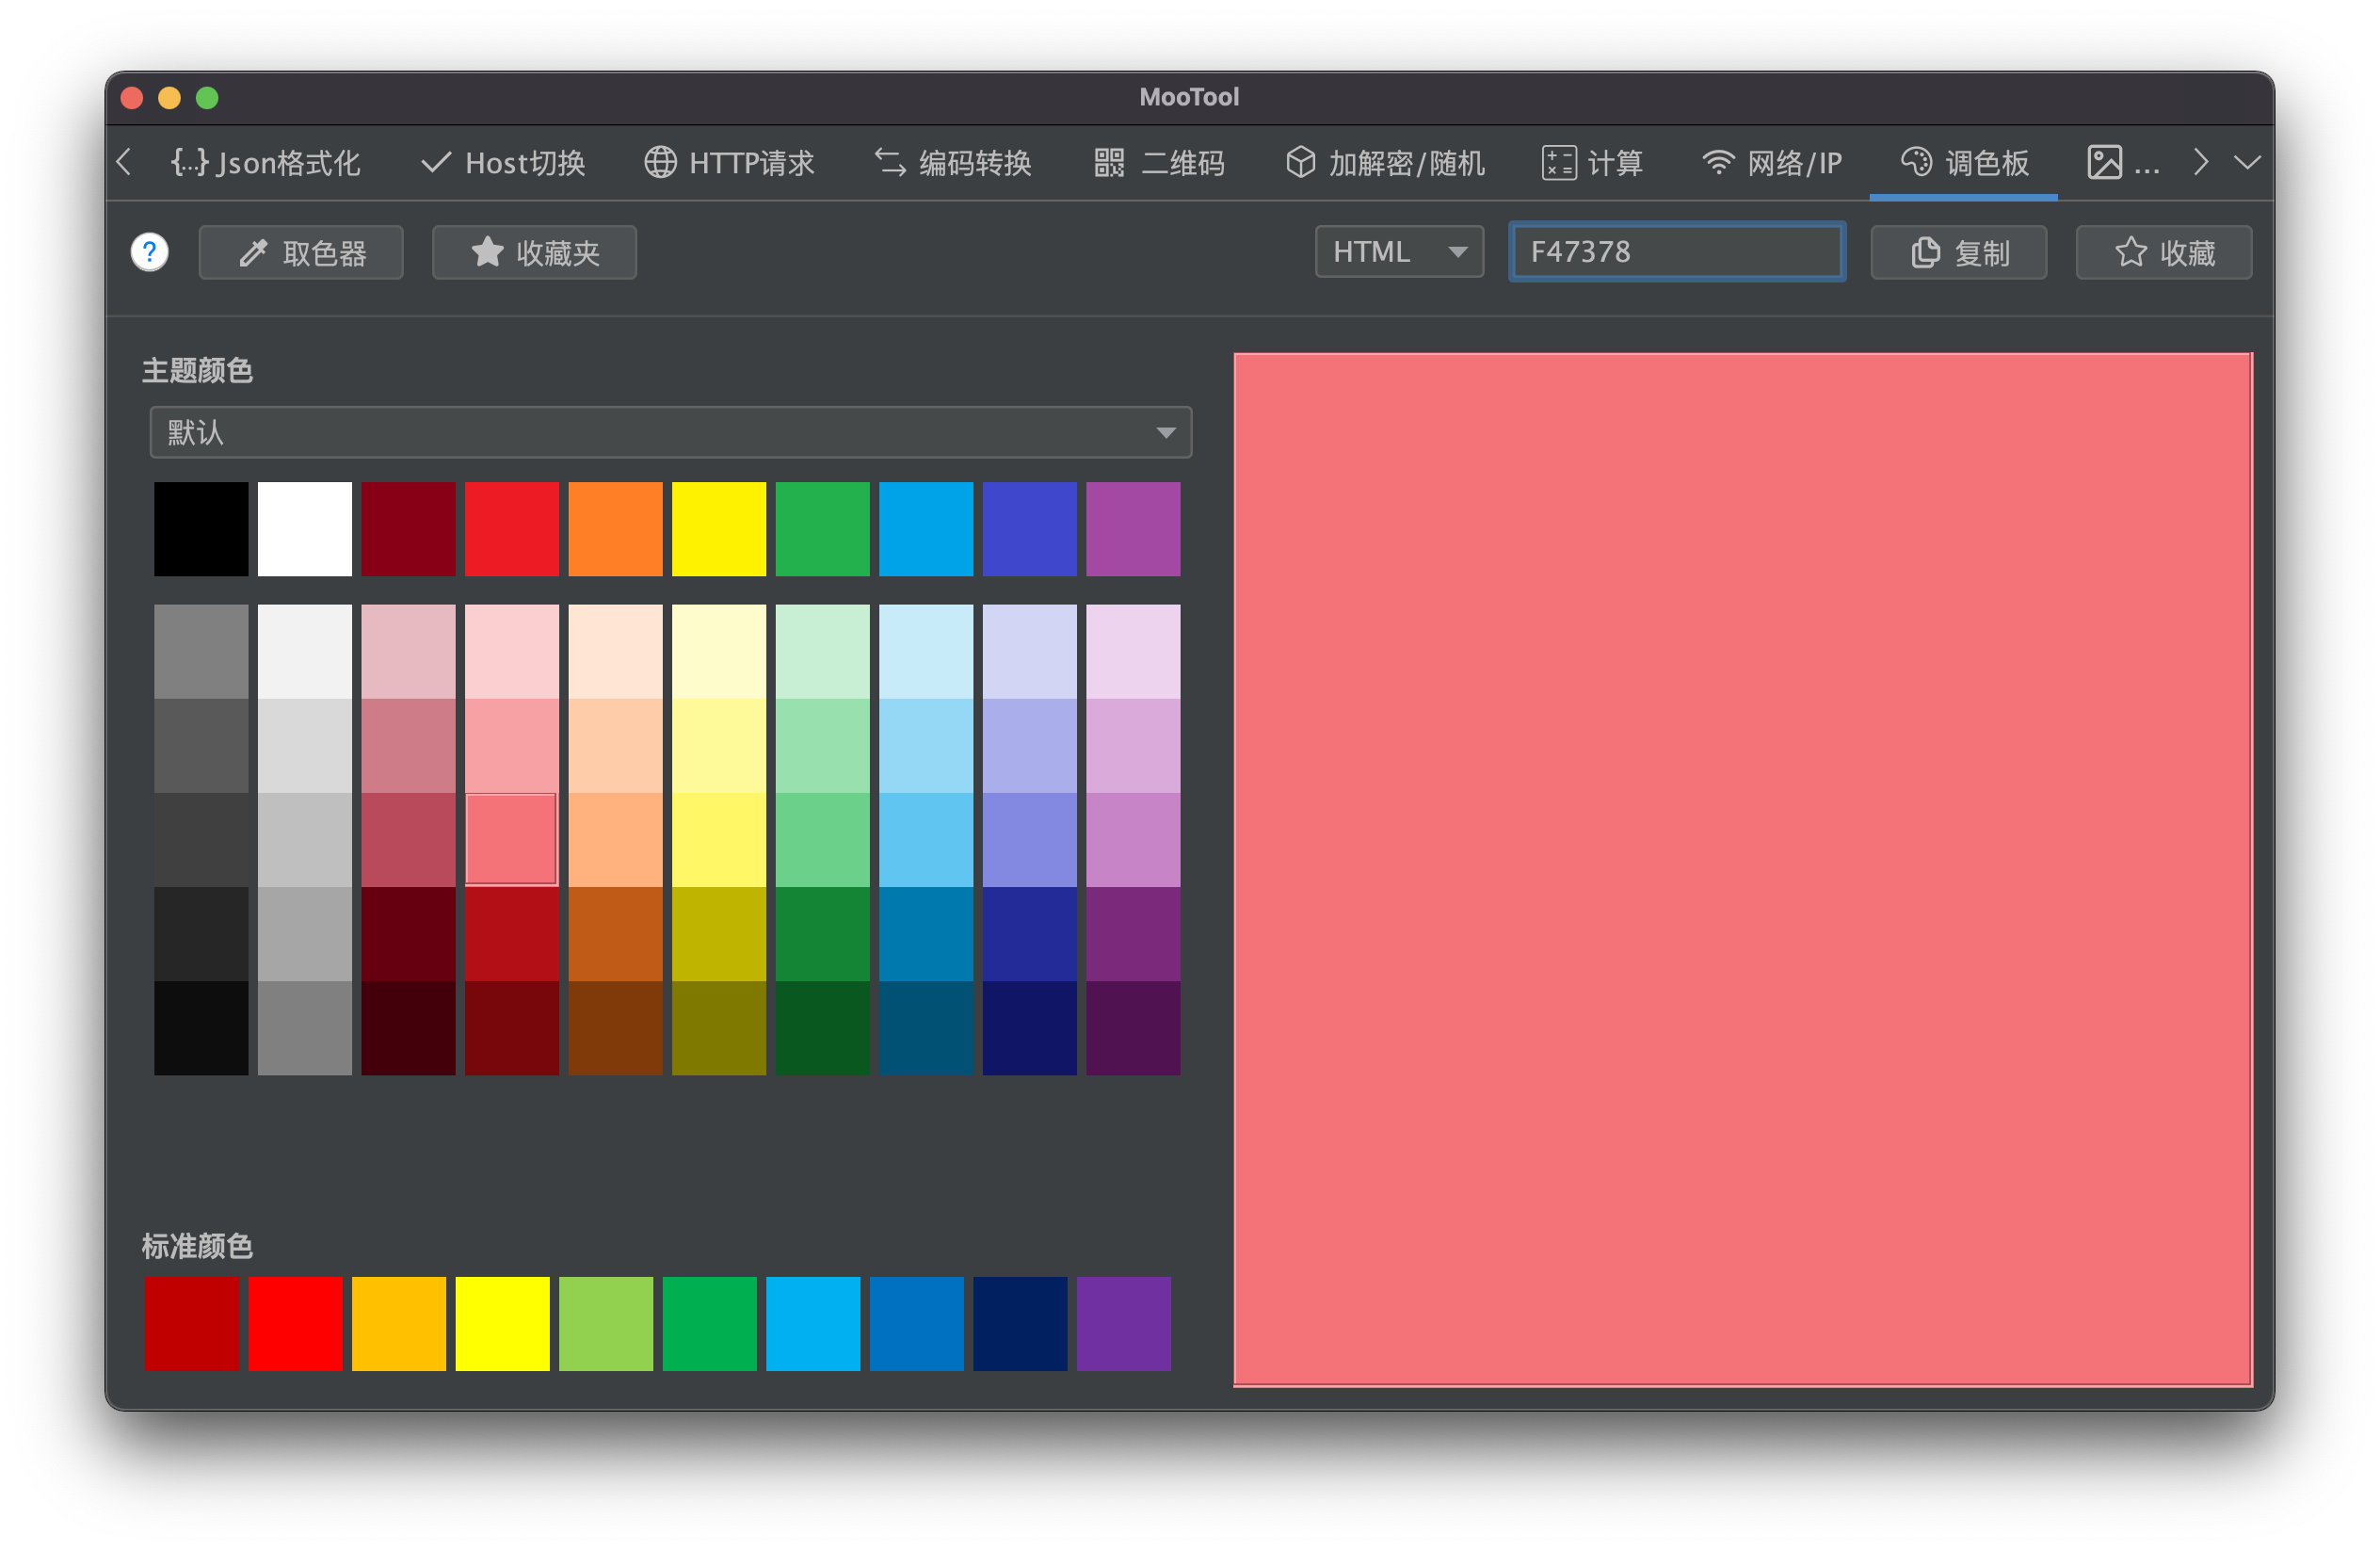 MooTool
{...} Json格式化 Host切换 HTTP请求 编码转换 二维码 加解密/随机 计算 网络/IP 调色板 ...
? 取色器 收藏夹 HTML F47378 复制 收藏
主题颜色
默认
标准颜色